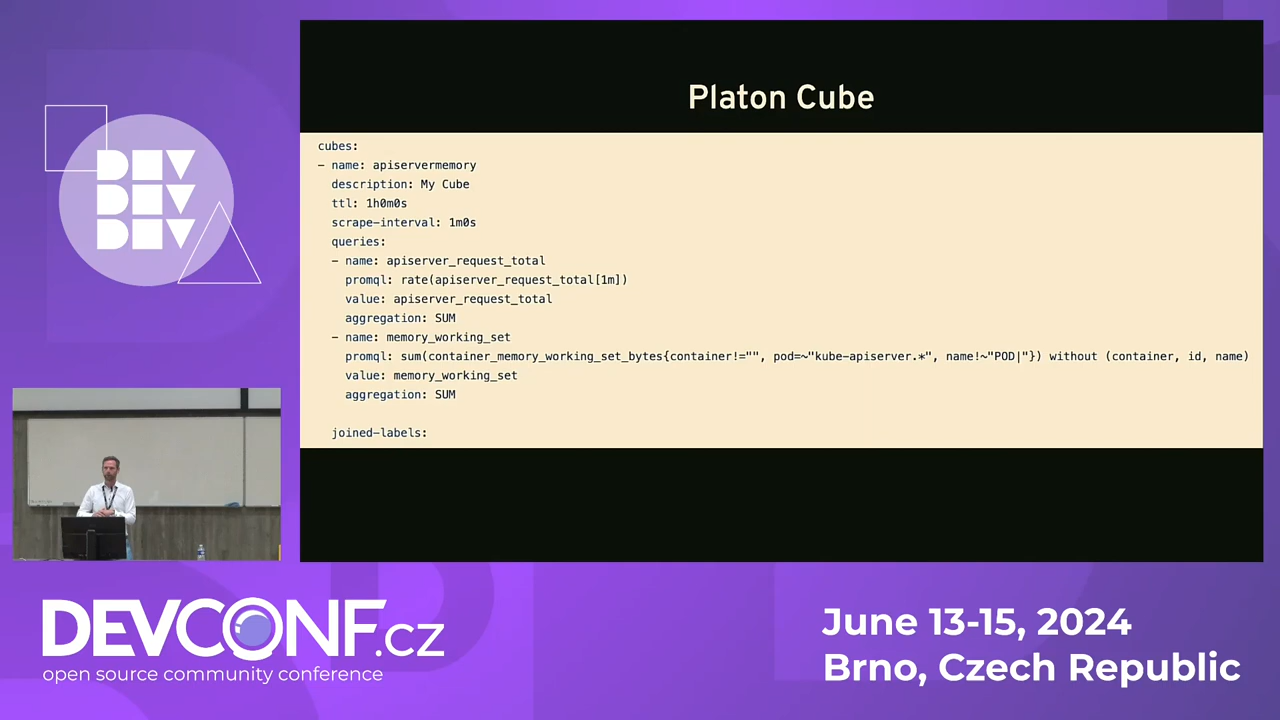 DEV
DEV
DEV
Platon Cube
cubes:
- name: apiservermemory
description: My Cube
ttl: 1h0m0s
scrape-interval: 1m0s
queries:
- name: apiserver_request_total
promql: rate(apiserver_request_total[1m])
value: apiserver_request_total
aggregation: SUM
- name: memory_working_set
promql: sum(container_memory_working_set_bytes{container!="", pod=~"kube-apiserver.*", name!~"POD|"}) without (container, id, name)
value: memory_working_set
aggregation: SUM
joined-labels:
DEVCONF.cz
open source community conference
June 13-15, 2024
Brno, Czech Republic